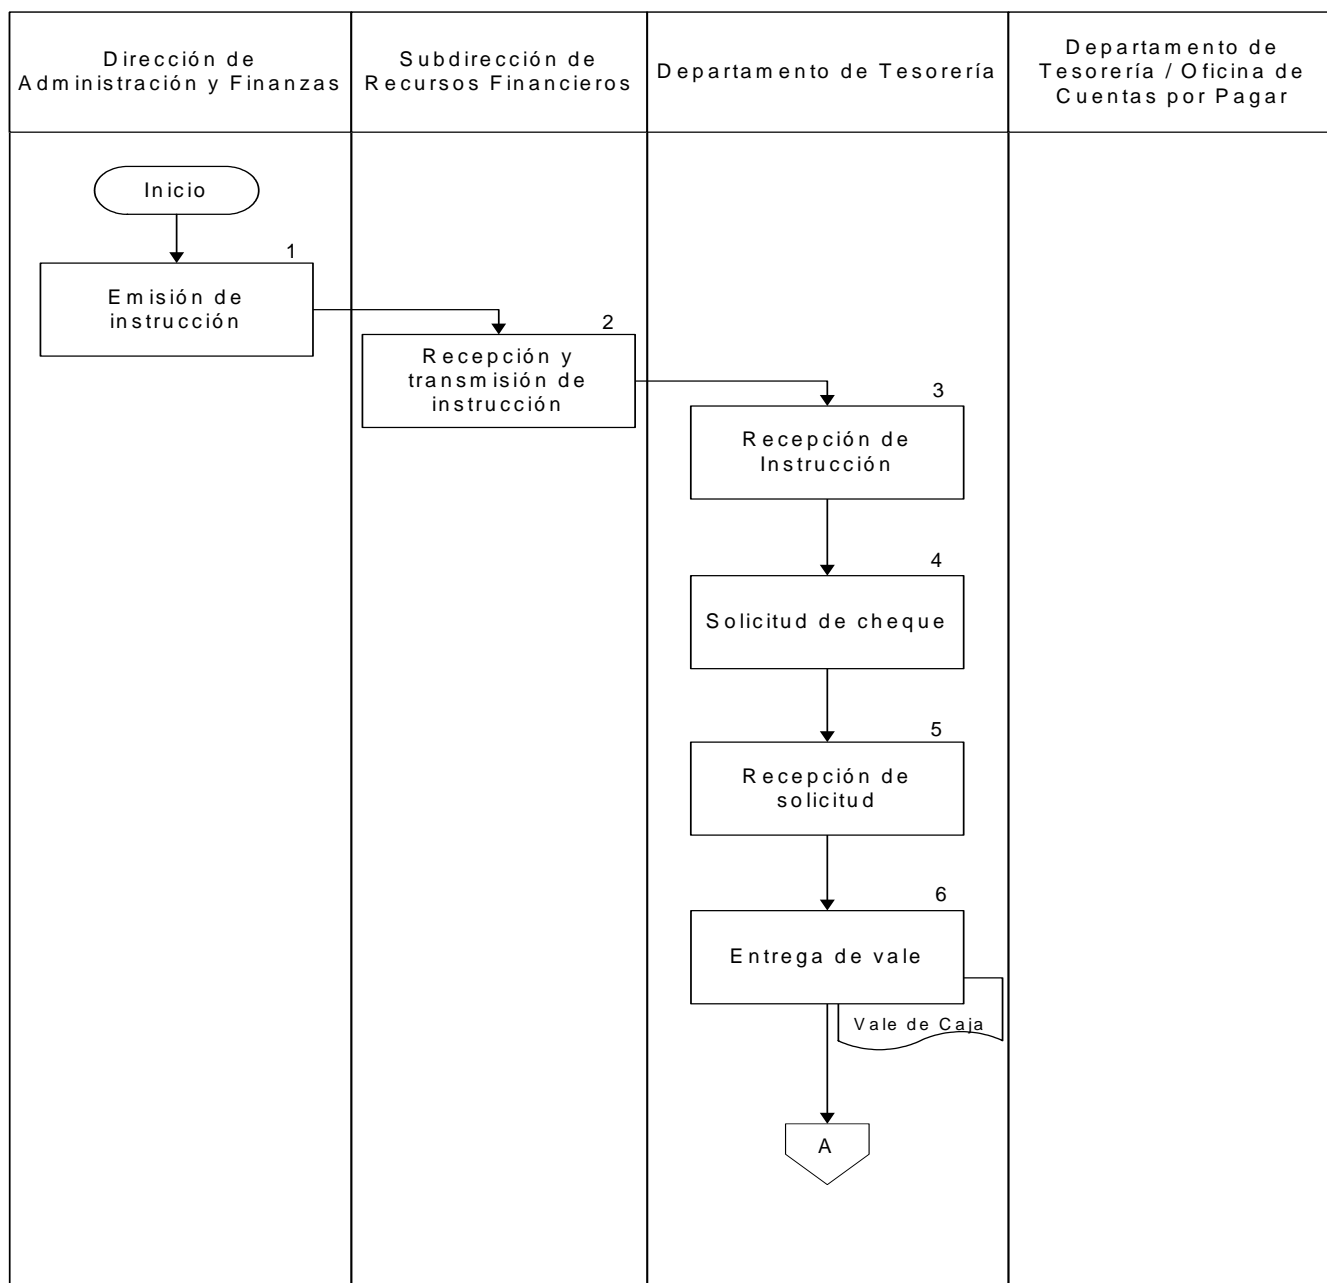 Dirección de
Administración y Finanzas
Subdirección de
Recursos Financieros
Departamento de Tesorería
Departamento de
Tesorería / Oficina de
Cuentas por Pagar
Inicio
1
Emisión de
instrucción
2
Recepción y
transmisión de
instrucción
3
Recepción de
Instrucción
4
Solicitud de cheque
5
Recepción de
solicitud
6
Entrega de vale
Vale de Caja
A